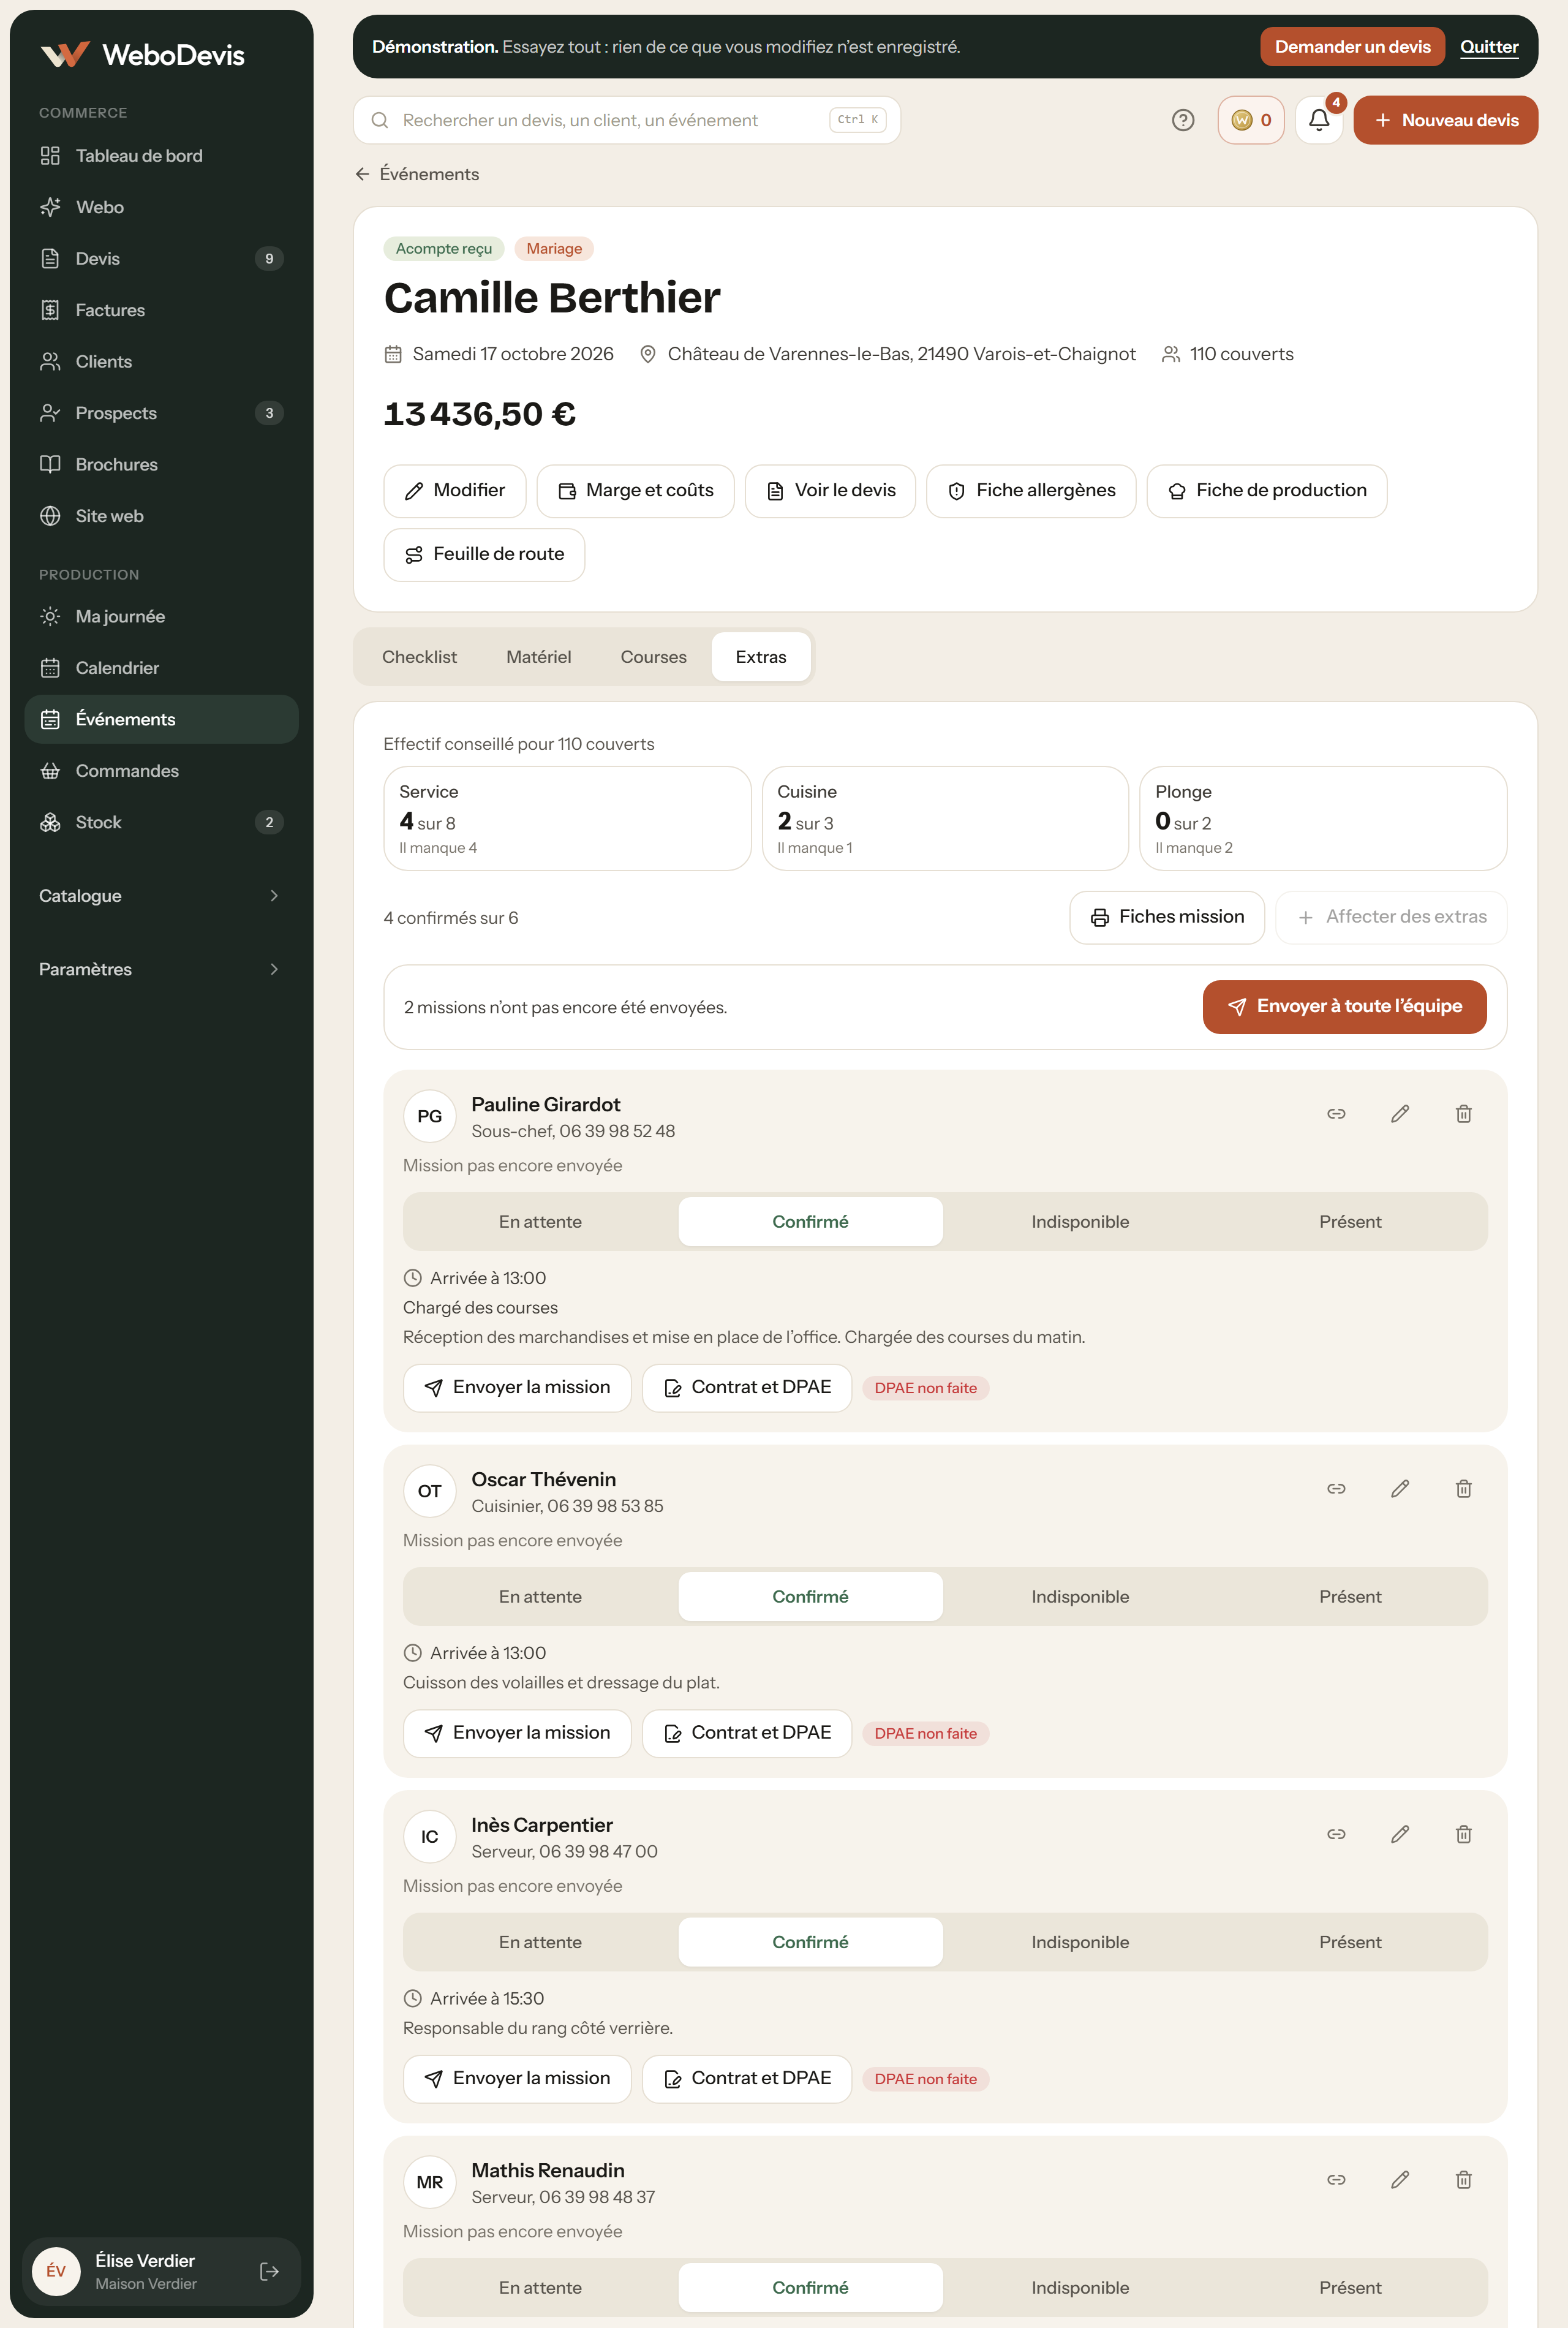 WeboDevis
COMMERCE
Tableau de bord
Webo
Devis 9
Factures
Clients
Prospects 3
Brochures
Site web
PRODUCTION
Ma journée
Calendrier
Événements
Commandes
Stock 2
Catalogue
Paramètres
ÉV
Élise Verdier
Maison Verdier
Démonstration. Essayez tout : rien de ce que vous modifiez n’est enregistré. Demander un devis Quitter
Rechercher un devis, un client, un événement Ctrl K W 0 4 Nouveau devis
Événements
Acompte reçu Mariage
Camille Berthier
Samedi 17 octobre 2026 Château de Varennes-le-Bas, 21490 Varois-et-Chaignot 110 couverts
13 436,50 €
Modifier Marge et coûts Voir le devis Fiche allergènes Fiche de production
Feuille de route
Checklist Matériel Courses Extras
Effectif conseillé pour 110 couverts
Service
4 sur 8
Il manque 4
Cuisine
2 sur 3
Il manque 1
Plonge
0 sur 2
Il manque 2
4 confirmés sur 6 Fiches mission Affecter des extras
2 missions n’ont pas encore été envoyées. Envoyer à toute l’équipe
PG
Pauline Girardot
Sous-chef, 06 39 98 52 48
Mission pas encore envoyée
En attente Confirmé Indisponible Présent
Arrivée à 13:00
Chargé des courses
Réception des marchandises et mise en place de l’office. Chargée des courses du matin.
Envoyer la mission Contrat et DPAE DPAE non faite
OT
Oscar Thévenin
Cuisinier, 06 39 98 53 85
Mission pas encore envoyée
En attente Confirmé Indisponible Présent
Arrivée à 13:00
Cuisson des volailles et dressage du plat.
Envoyer la mission Contrat et DPAE DPAE non faite
IC
Inès Carpentier
Serveur, 06 39 98 47 00
Mission pas encore envoyée
En attente Confirmé Indisponible Présent
Arrivée à 15:30
Responsable du rang côté verrière.
Envoyer la mission Contrat et DPAE DPAE non faite
MR
Mathis Renaudin
Serveur, 06 39 98 48 37
Mission pas encore envoyée
En attente Confirmé Indisponible Présent